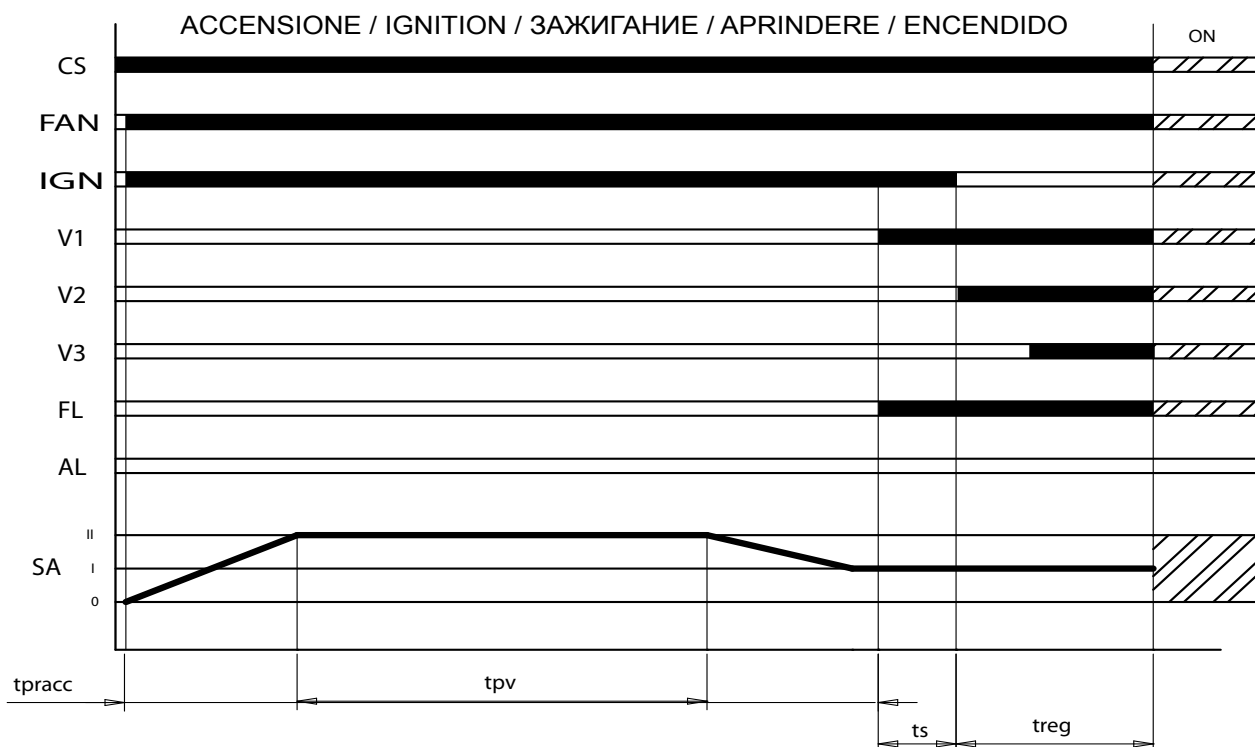 ACCENSIONE / IGNITION / ЗАЖИГАНИЕ / APRINDERE / ENCENDIDO
ON
CS
FAN
IGN
V1
V2
V3
FL
AL
II
SA
I
0
tpracc
tpv
ts
treg